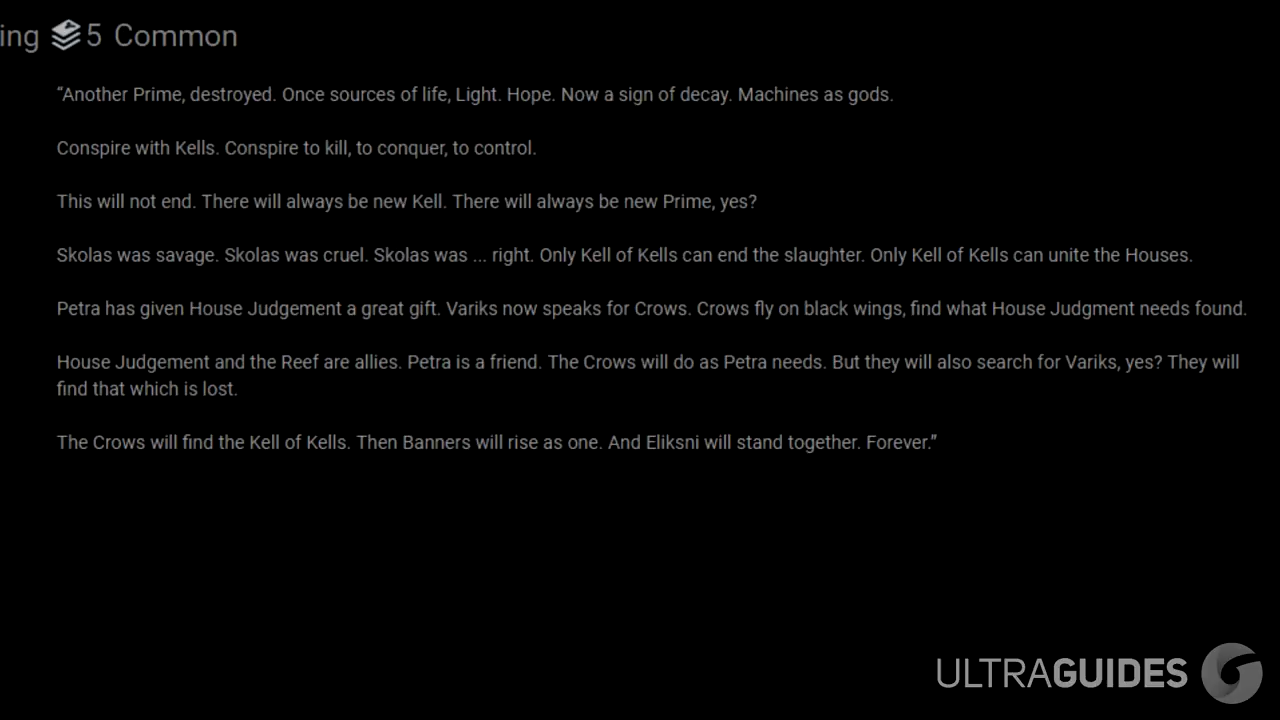 ing 5 Common
“Another Prime, destroyed. Once sources of life, Light. Hope. Now a sign of decay. Machines as gods.
Conspire with Kells. Conspire to kill, to conquer, to control.
This will not end. There will always be new Kell. There will always be new Prime, yes?
Skolas was savage. Skolas was cruel. Skolas was ... right. Only Kell of Kells can end the slaughter. Only Kell of Kells can unite the Houses.
Petra has given House Judgement a great gift. Variks now speaks for Crows. Crows fly on black wings, find what House Judgment needs found.
House Judgement and the Reef are allies. Petra is a friend. The Crows will do as Petra needs. But they will also search for Variks, yes? They will
find that which is lost.
The Crows will find the Kell of Kells. Then Banners will rise as one. And Eliksni will stand together. Forever.”
ULTRAGUIDES